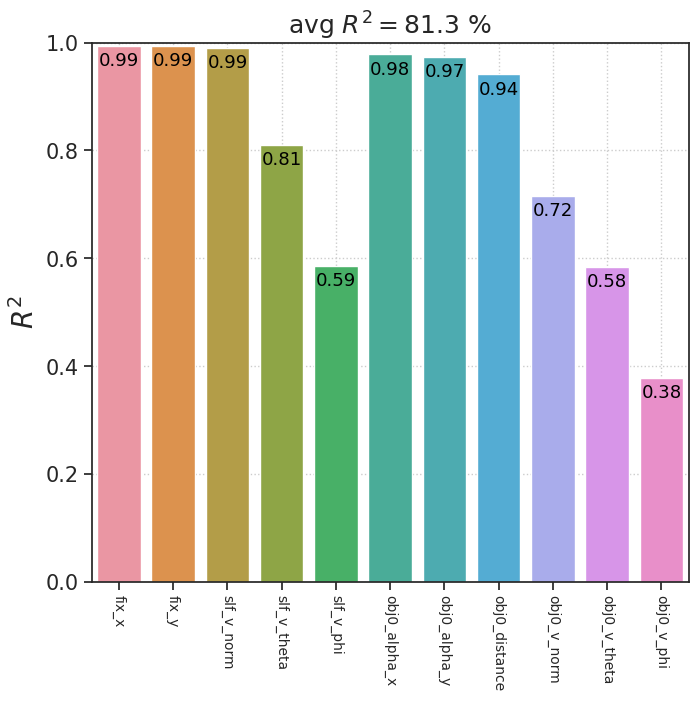 avg R² = 81.3 %
R²
1.0
0.8
0.6
0.4
0.2
0.0
0.99
0.99
0.99
0.81
0.59
0.98
0.97
0.94
0.72
0.58
0.38
fix_x
fix_y
slf_v_norm
slf_v_theta
slf_v_phi
obj0_alpha_x
obj0_alpha_y
obj0_distance
obj0_v_norm
obj0_v_theta
obj0_v_phi